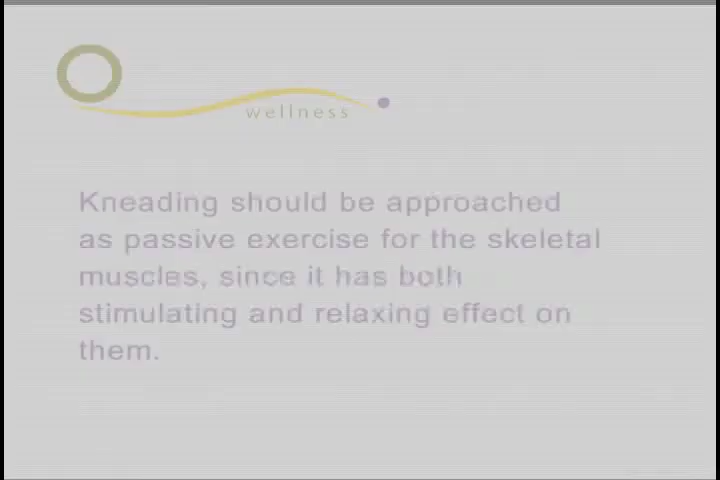 wellness
Kneading should be approached
as passive exercise for the skeletal
muscles, since it has both
stimulating and relaxing effect on
them.